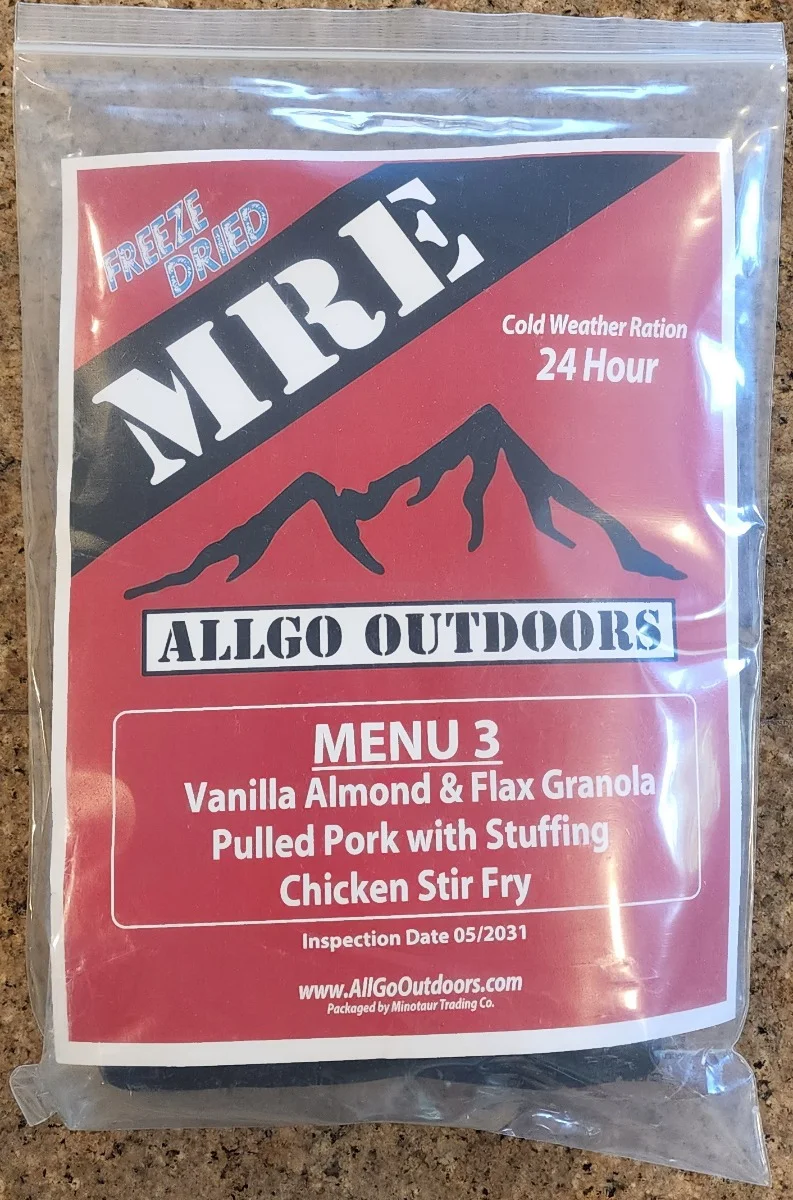 FREEZE
DRIED
MRE
Cold Weather Ration
24 Hour
ALLGO OUTDOORS
MENU 3
Vanilla Almond & Flax Granola
Pulled Pork with Stuffing
Chicken Stir Fry
Inspection Date 05/2031
www.AllGoOutdoors.com
Packaged by Minotaur Trading Co.